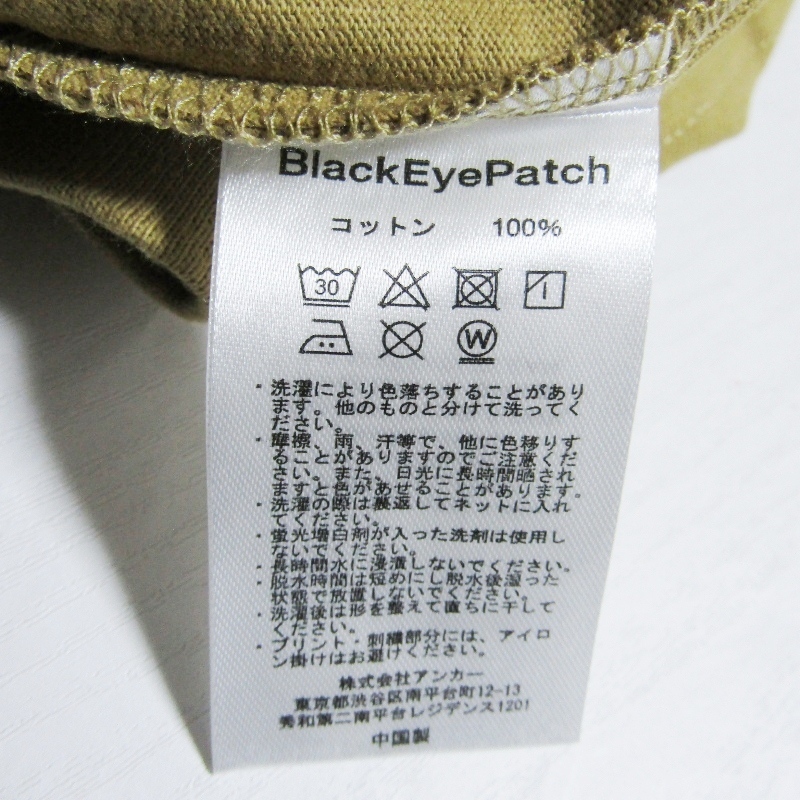 BlackEyePatch
コットン 100%
30
W
・洗濯により色落ちすることがあり
ます。他のものと分けて洗ってく
ださい。
・摩擦、雨、汗等で、他に色移りす
ることがありますのでご注意くだ
さい。また、日光に長時間晒され
ますと色があせることがあります。
・洗濯の際は裏返してネットに入れ
てください。
・蛍光増白剤が入った洗剤は使用し
ないでください。
・長時間水に浸漬しないでください。
・脱水時間は短めにし脱水後湿った
状態で放置しないでください。
・洗濯後は形を整えて直ちに干して
ください。
・プリント・刺繍部分には、アイロ
ン掛けはお避けください。
株式会社アンカー
東京都渋谷区南平台町12-13
秀和第二南平台レジデンス1201
中国製